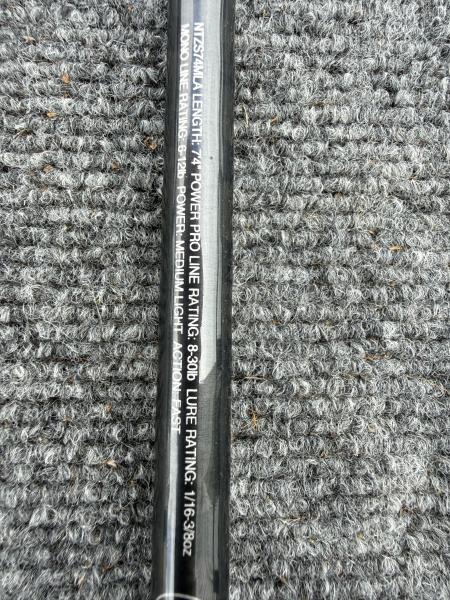 NTZS74MLA LENGTH: 7'4" POWER PRO LINE RATING: 8-30lb LURE RATING: 1/16-3/8oz
MONO LINE RATING: 6-12lb POWER: MEDIUM LIGHT ACTION: FAST